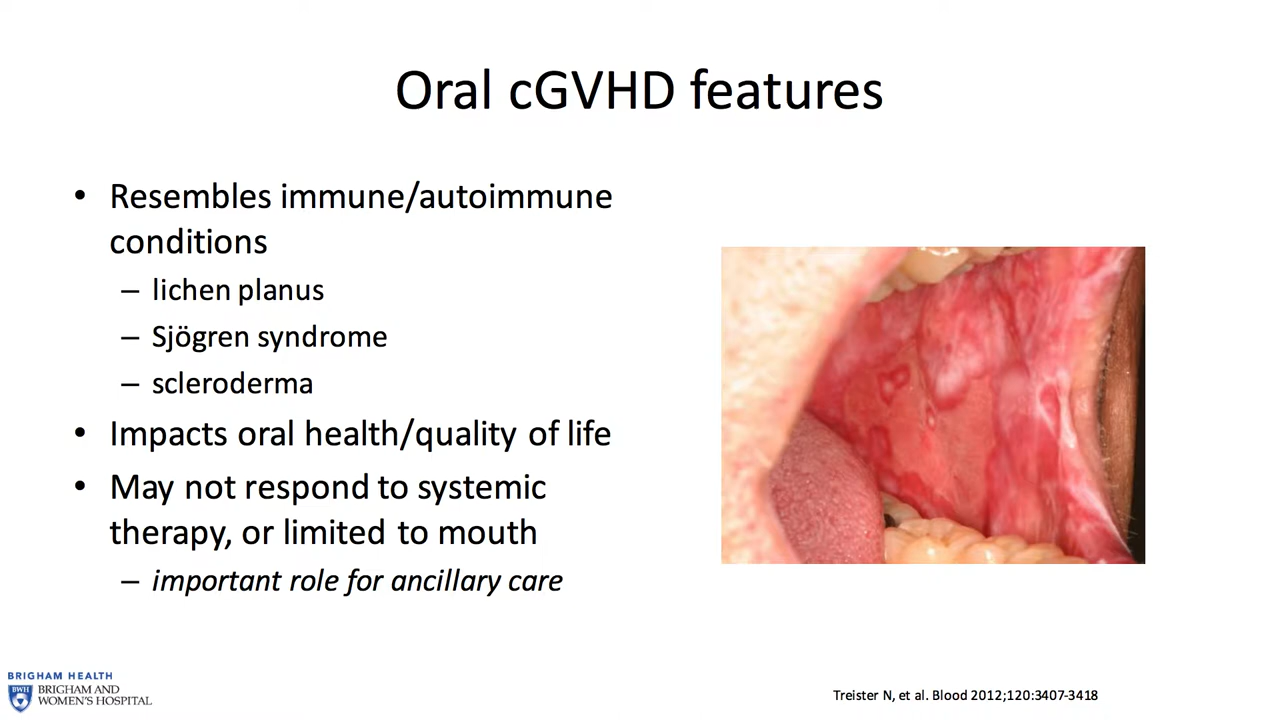 Oral cGVHD features
• Resembles immune/autoimmune
conditions
– lichen planus
– Sjögren syndrome
– scleroderma
• Impacts oral health/quality of life
• May not respond to systemic
therapy, or limited to mouth
– important role for ancillary care
BRIGHAM HEALTH
BWH
BRIGHAM AND
WOMEN'S HOSPITAL
Treister N, et al. Blood 2012;120:3407-3418